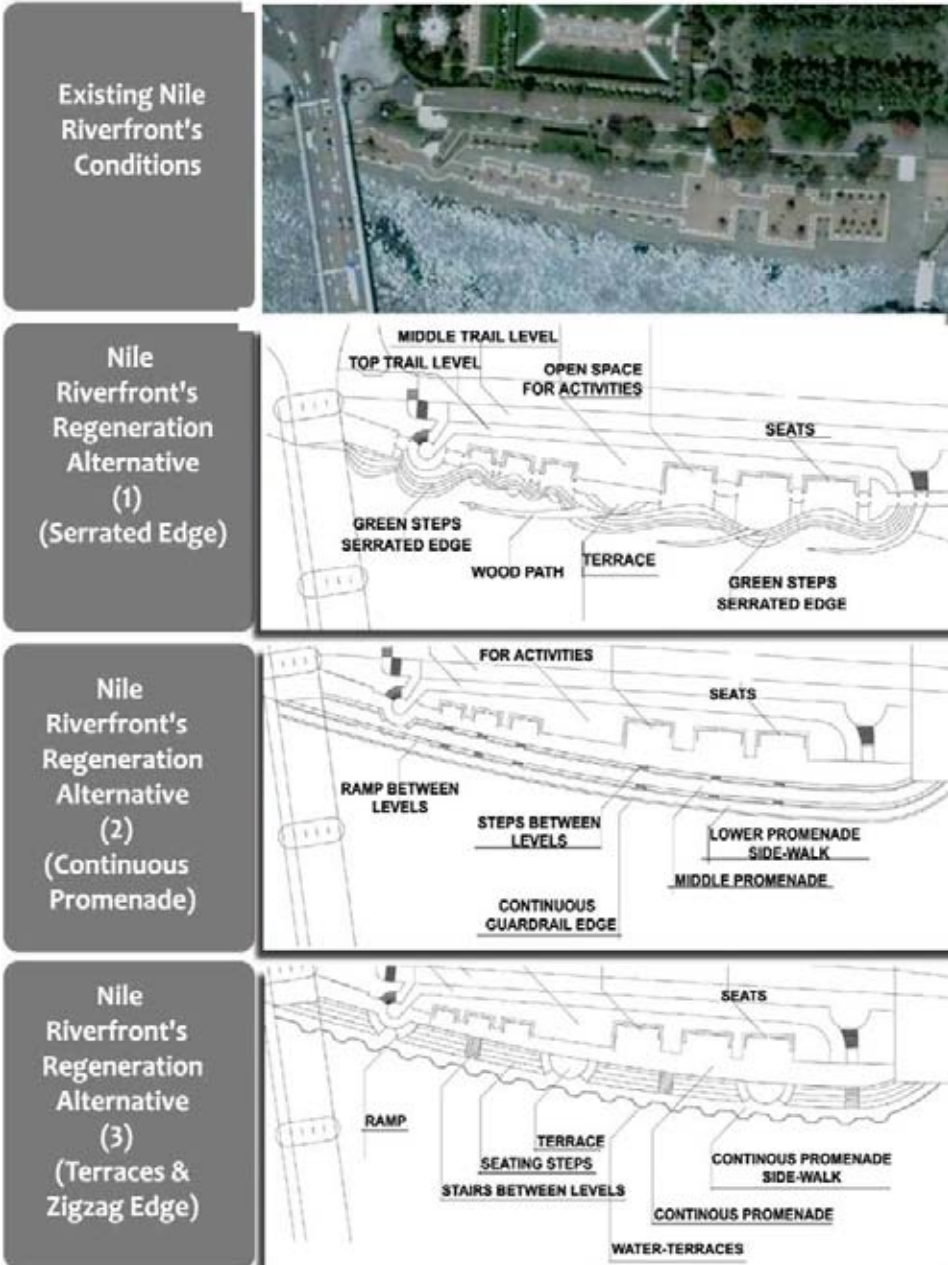 Existing Nile
Riverfront's
Conditions
Nile
Riverfront's
Regeneration
Alternative
(1)
(Serrated Edge)
MIDDLE TRAIL LEVEL
TOP TRAIL LEVEL
OPEN SPACE
FOR ACTIVITIES
SEATS
GREEN STEPS
SERRATED EDGE
WOOD PATH
TERRACE
GREEN STEPS
SERRATED EDGE
Nile
Riverfront's
Regeneration
Alternative
(2)
(Continuous
Promenade)
FOR ACTIVITIES
SEATS
RAMP BETWEEN
LEVELS
STEPS BETWEEN
LEVELS
LOWER PROMENADE
SIDE-WALK
MIDDLE PROMENADE
CONTINUOUS
GUARDRAIL EDGE
Nile
Riverfront's
Regeneration
Alternative
(3)
(Terraces &
Zigzag Edge)
SEATS
RAMP
TERRACE
SEATING STEPS
STAIRS BETWEEN LEVELS
CONTINOUS PROMENADE
SIDE-WALK
CONTINOUS PROMENADE
WATER-TERRACES